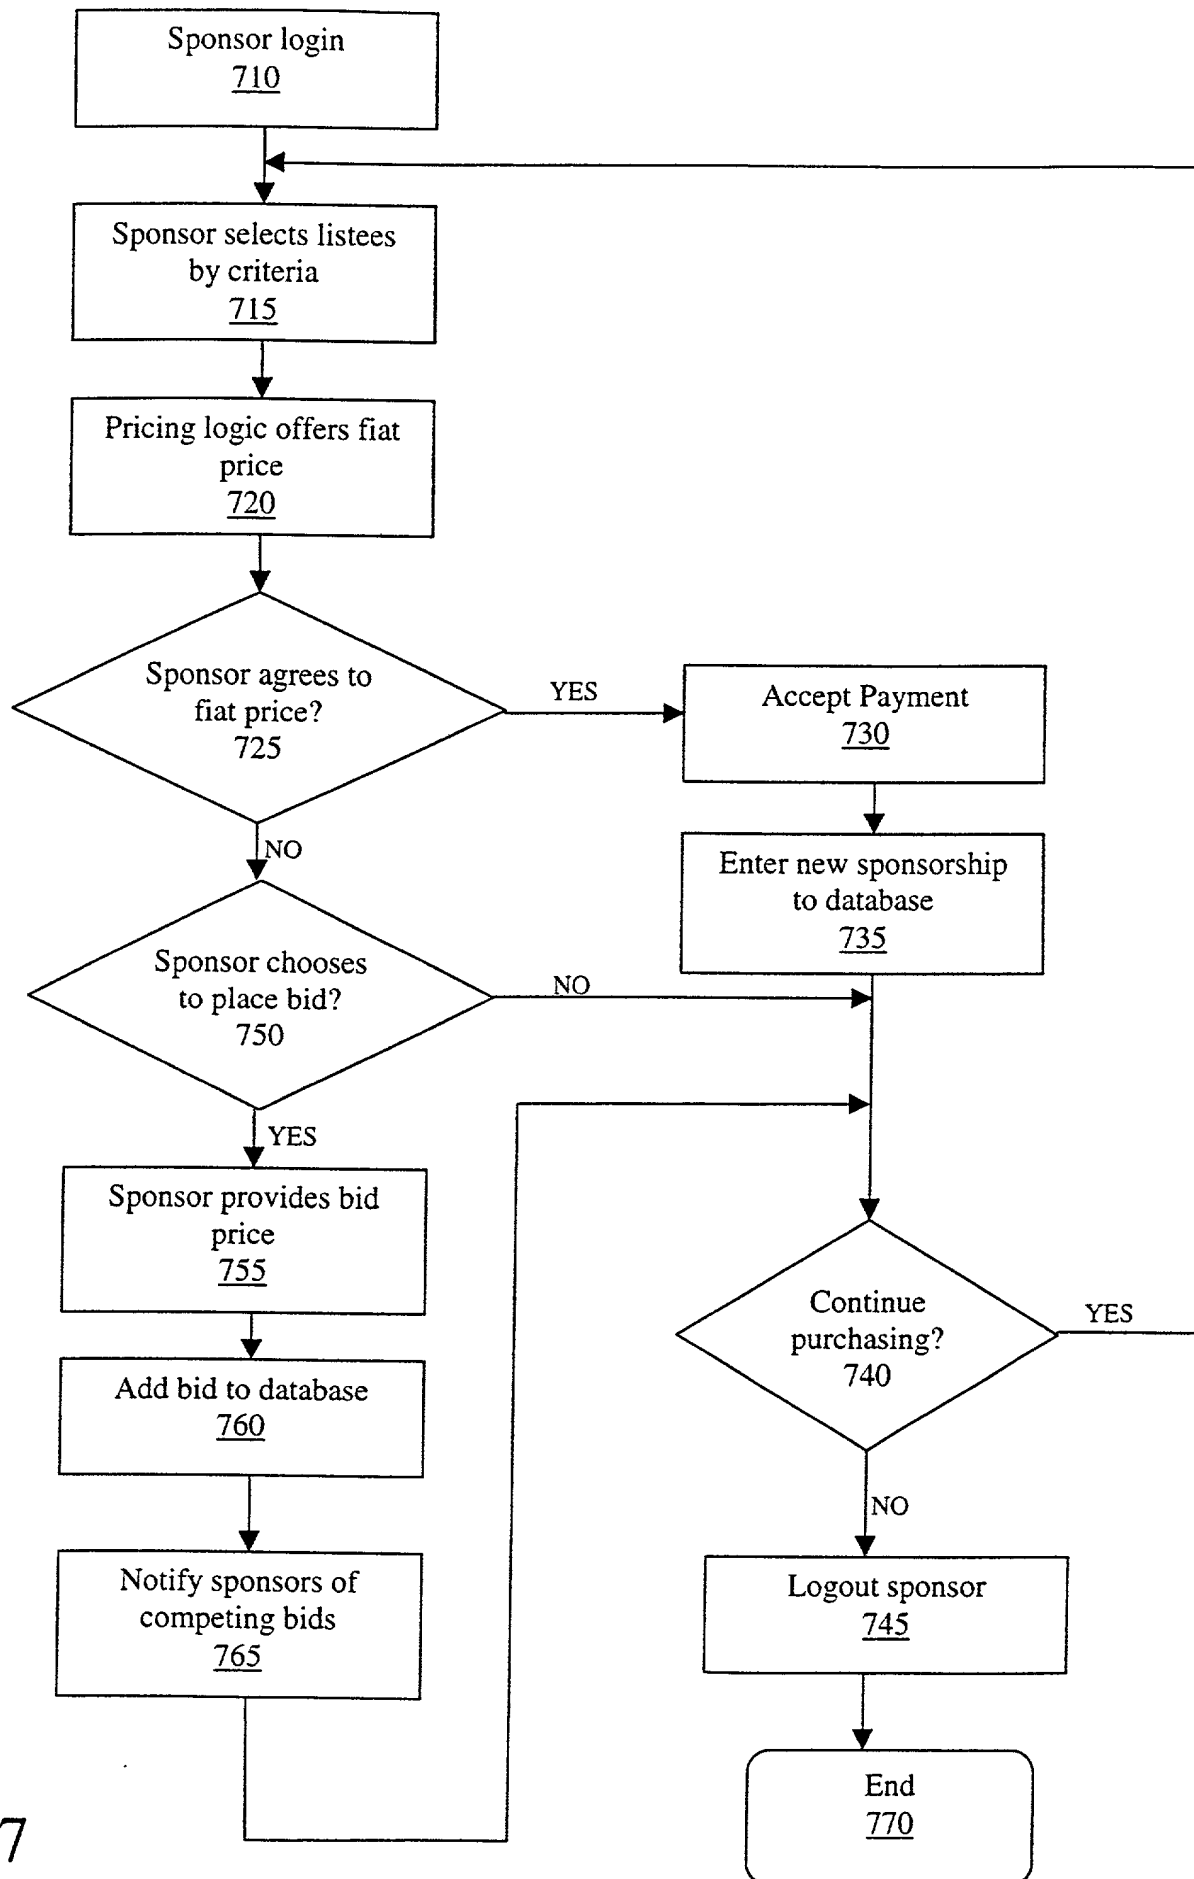 Sponsor login
710
Sponsor selects listees
by criteria
715
Pricing logic offers fiat
price
720
Sponsor agrees to
fiat price?
725
YES
Accept Payment
730
NO
Enter new sponsorship
to database
735
Sponsor chooses
to place bid?
750
NO
YES
Sponsor provides bid
price
755
Continue
purchasing?
740
YES
Add bid to database
760
NO
Notify sponsors of
competing bids
765
Logout sponsor
745
End
770
7